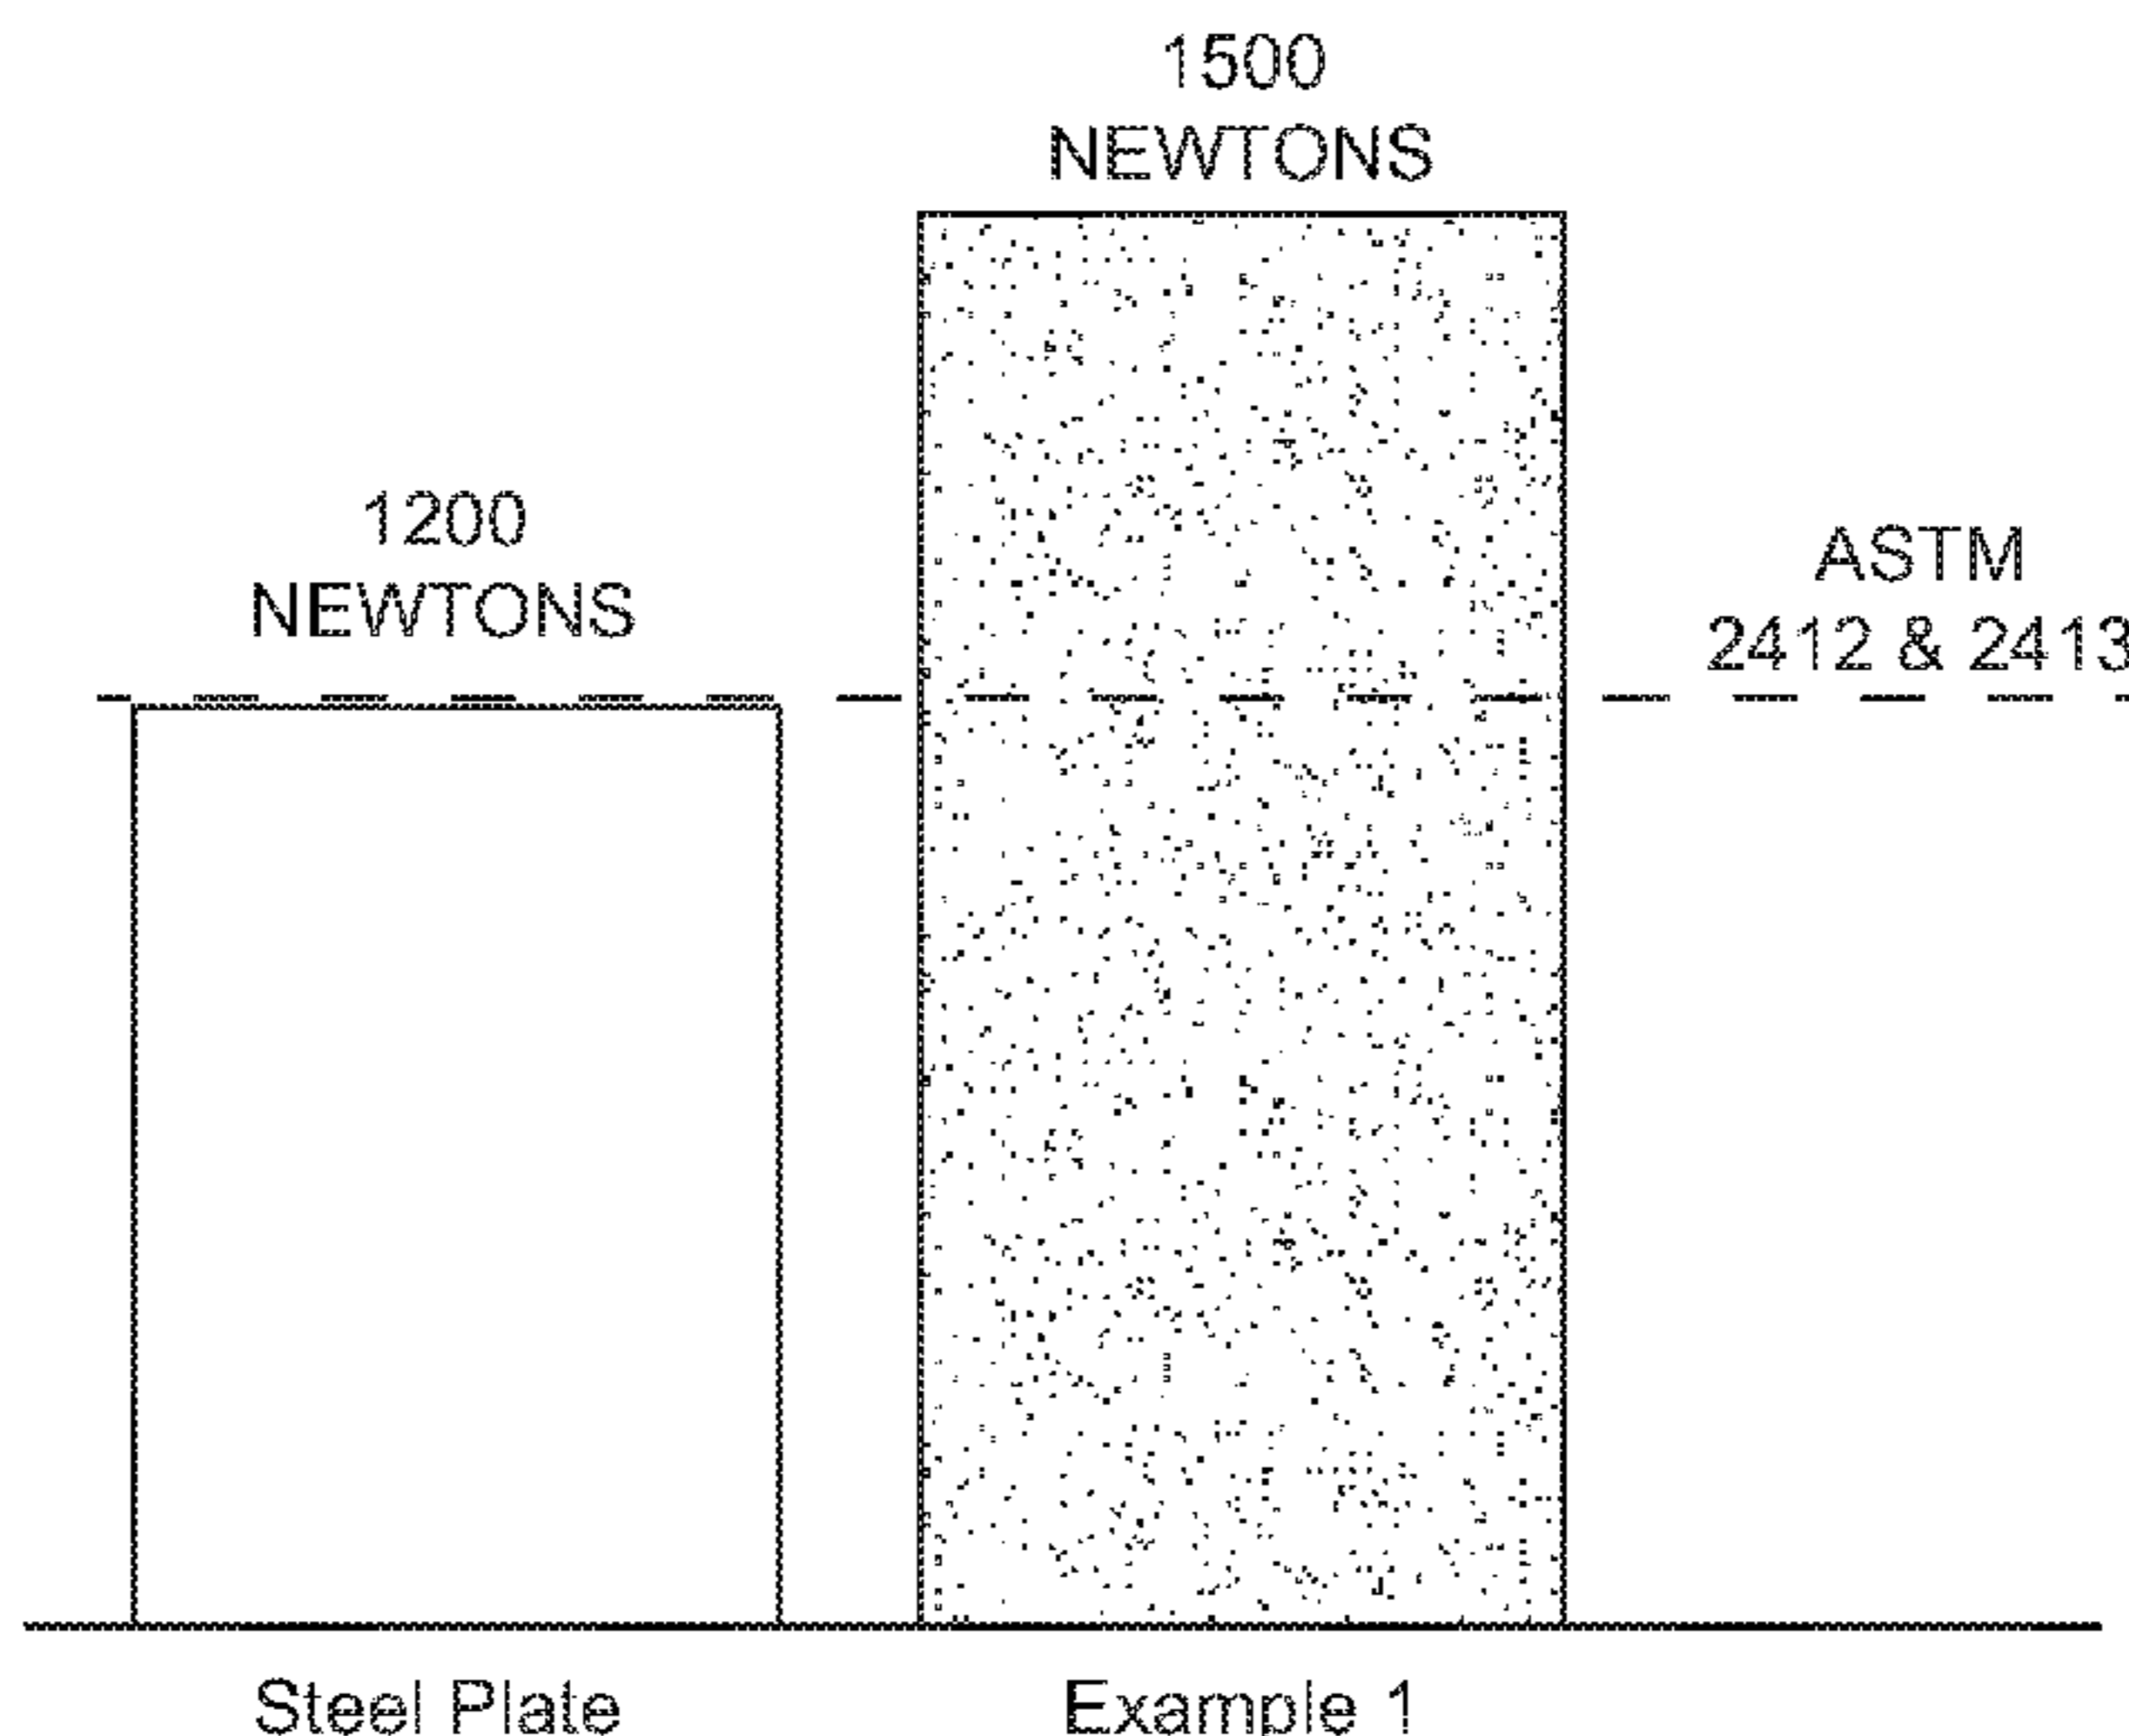 1500
NEWTONS
1200
NEWTONS
ASTM
2412 & 2413
Steel Plate
Example 1